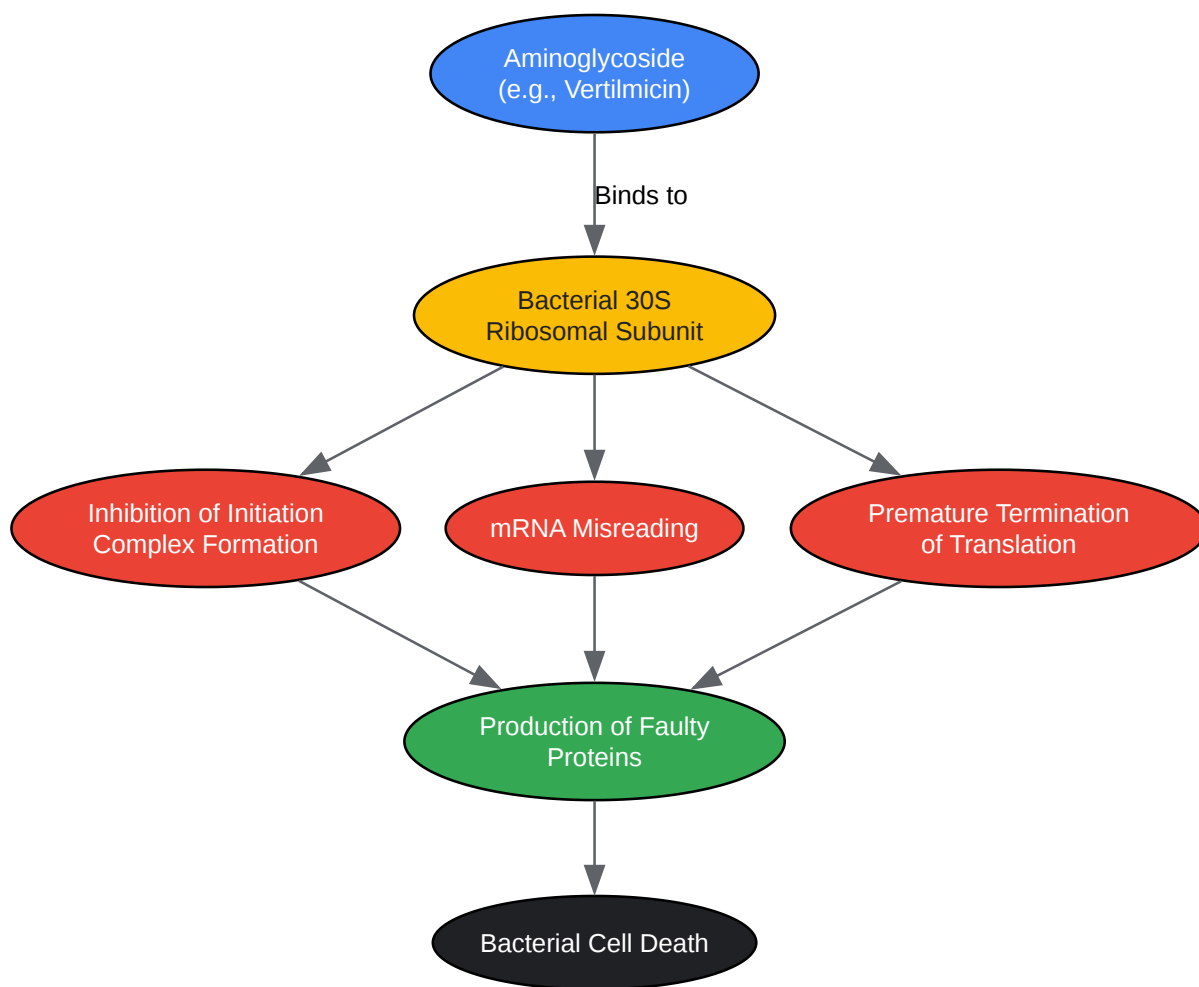 Aminoglycoside
(e.g., Vertilmicin)
Binds to
Bacterial 30S
Ribosomal Subunit
Inhibition of Initiation
Complex Formation
mRNA Misreading
Premature Termination
of Translation
Production of Faulty
Proteins
Bacterial Cell Death